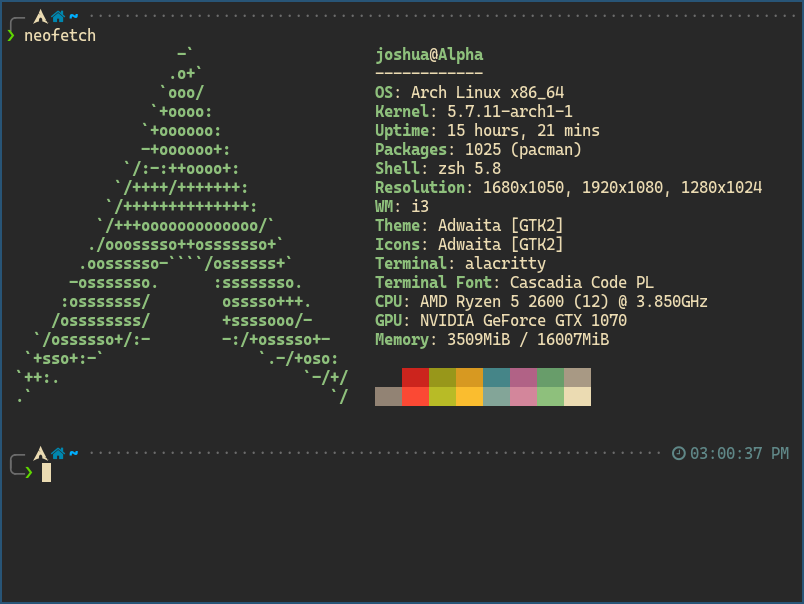 ~
❯ neofetch
-`
.o+`
`ooo/
`+oooo:
`+oooooo:
-+oooooo+:
`/:-:++oooo+:
`/++++/+++++++:
`/++++++++++++++:
`/+++ooooooooooooo/`
./ooosssso++osssssso+`
.oossssso-````/ossssss+`
-osssssso.      :ssssssso.
:osssssss/        osssso+++.
/ossssssss/        +ssssooo/-
`/ossssso+/:-        -:/+osssso+-
`+sso+:-`                 `.-/+oso:
`++:.                           `-/+/
.`                                 `/
joshua@Alpha
------------
OS: Arch Linux x86_64
Kernel: 5.7.11-arch1-1
Uptime: 15 hours, 21 mins
Packages: 1025 (pacman)
Shell: zsh 5.8
Resolution: 1680x1050, 1920x1080, 1280x1024
WM: i3
Theme: Adwaita [GTK2]
Icons: Adwaita [GTK2]
Terminal: alacritty
Terminal Font: Cascadia Code PL
CPU: AMD Ryzen 5 2600 (12) @ 3.850GHz
GPU: NVIDIA GeForce GTX 1070
Memory: 3509MiB / 16007MiB
~ 03:00:37 PM
❯